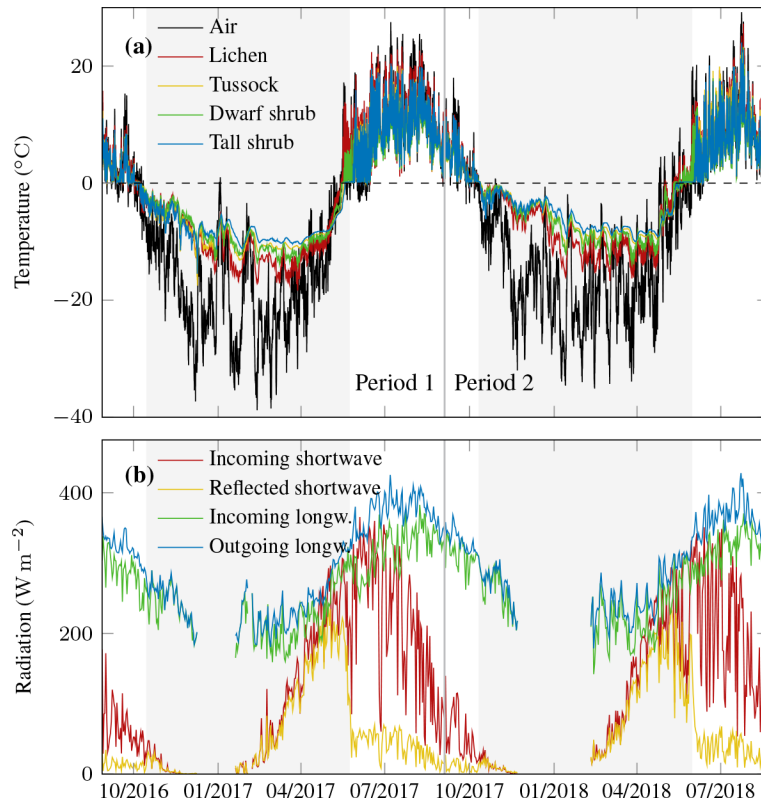 (a)
Air
Lichen
Tussock
Dwarf shrub
Tall shrub
20
0
−20
−40
Temperature (°C)
Period 1
Period 2
(b)
Incoming shortwave
Reflected shortwave
Incoming longw.
Outgoing longw.
400
200
0
Radiation (W m⁻²)
10/2016 01/2017 04/2017 07/2017 10/2017 01/2018 04/2018 07/2018